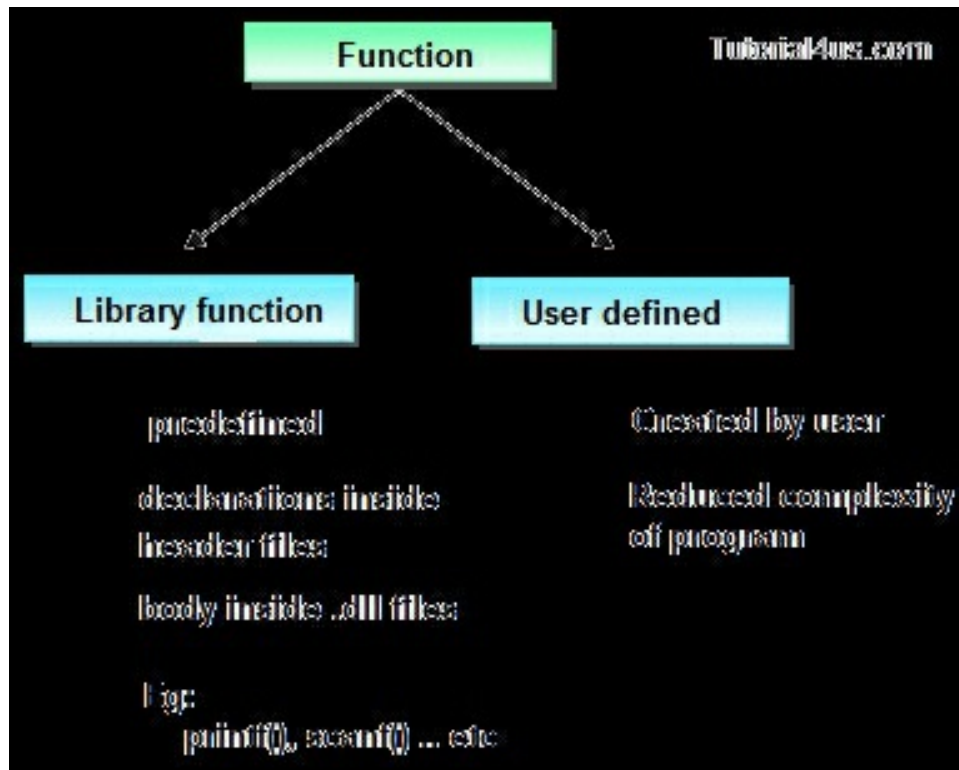 Function
Tutorial4us.com
Library function
User defined
predefined
declarations inside
header files
body inside .dll files
Eg:
printf(), scanf() ... etc
Created by user
Reduced complexity
of program